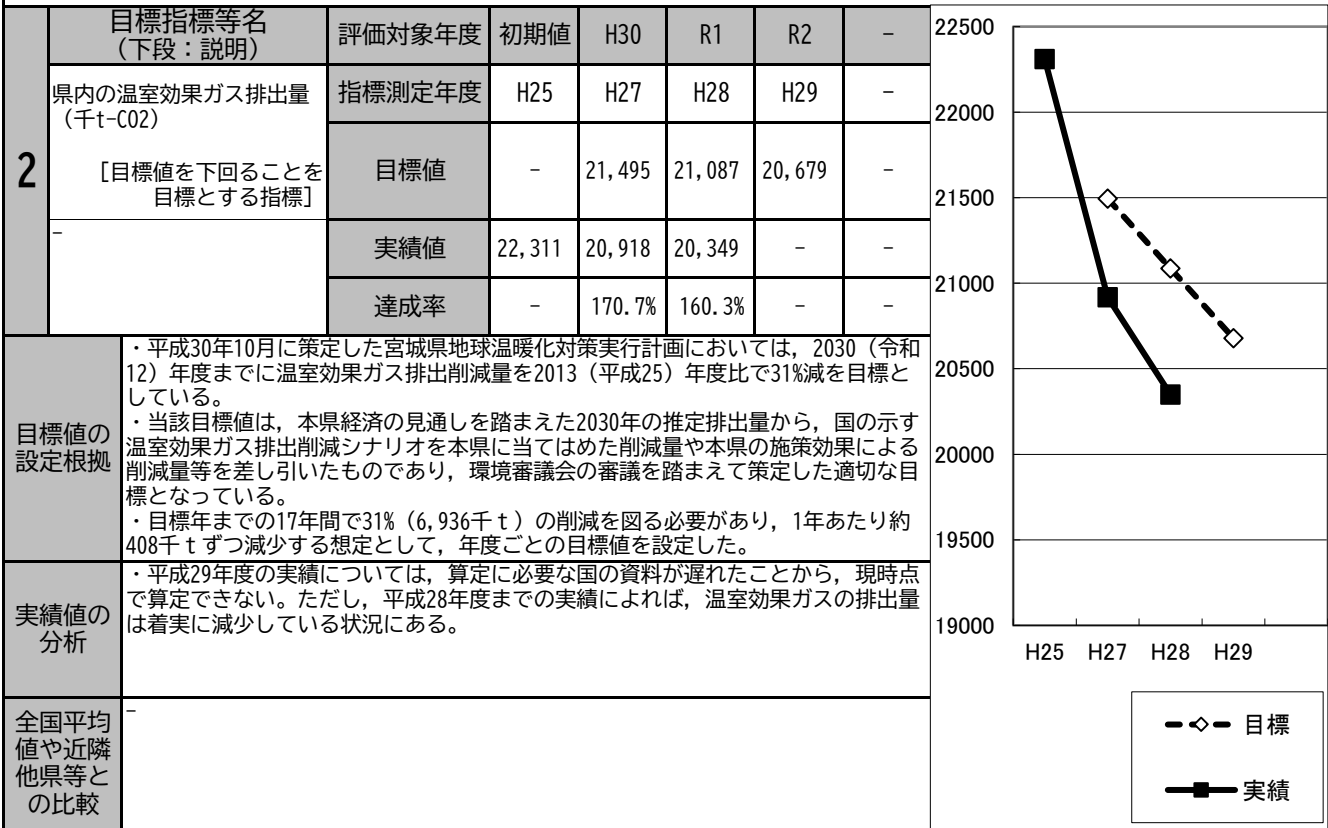 2
目標指標等名
（下段：説明）
評価対象年度 初期値 H30 R1 R2 －
県内の温室効果ガス排出量
（千t-CO2）
[目標値を下回ることを
目標とする指標]
－
指標測定年度 H25 H27 H28 H29 －
目標値 － 21,495 21,087 20,679 －
実績値 22,311 20,918 20,349 － －
達成率 － 170.7% 160.3% － －
目標値の
設定根拠
・平成30年10月に策定した宮城県地球温暖化対策実行計画においては，2030（令和
12）年度までに温室効果ガス排出削減量を2013（平成25）年度比で31%減を目標と
している。
・当該目標値は，本県経済の見通しを踏まえた2030年の推定排出量から，国の示す
温室効果ガス排出削減シナリオを本県に当てはめた削減量や本県の施策効果による
削減量等を差し引いたものであり，環境審議会の審議を踏まえて策定した適切な目
標となっている。
・目標年までの17年間で31%（6,936千ｔ）の削減を図る必要があり，1年あたり約
408千ｔずつ減少する想定として，年度ごとの目標値を設定した。
実績値の
分析
・平成29年度の実績については，算定に必要な国の資料が遅れたことから，現時点
で算定できない。ただし，平成28年度までの実績によれば，温室効果ガスの排出量
は着実に減少している状況にある。
全国平均
値や近隣
他県等と
の比較
－
22500
22000
21500
21000
20500
20000
19500
19000
H25 H27 H28 H29
目標
実績